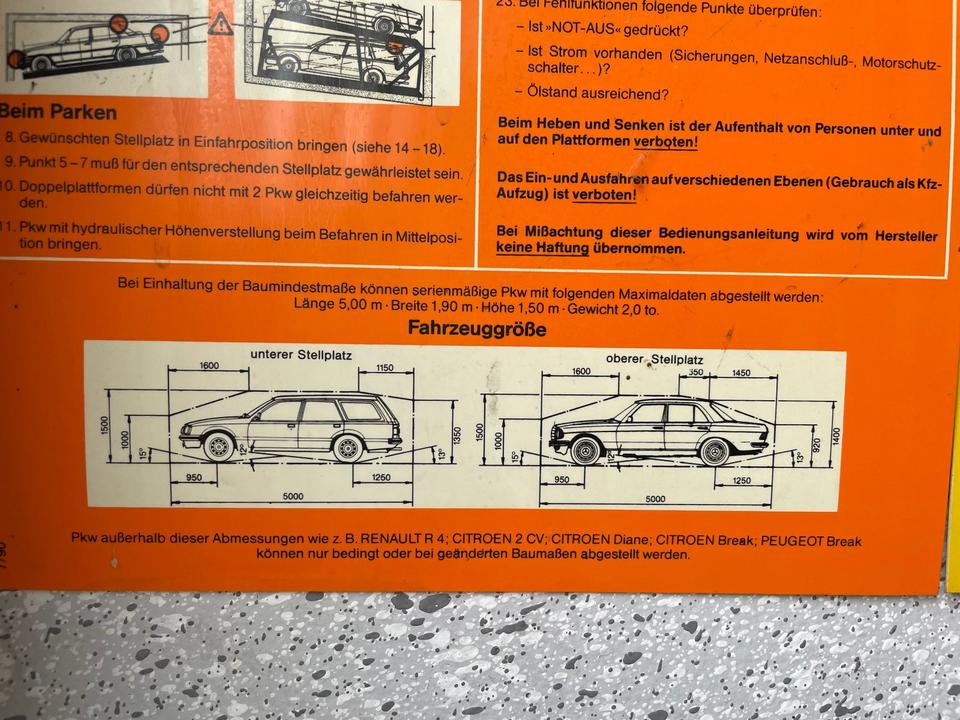 Beim Parken
8. Gewünschten Stellplatz in Einfahrposition bringen (siehe 14 – 18).
9. Punkt 5 – 7 muß für den entsprechenden Stellplatz gewährleistet sein.
10. Doppelplattformen dürfen nicht mit 2 Pkw gleichzeitig befahren wer-
den.
11. Pkw mit hydraulischer Höhenverstellung beim Befahren in Mittelposi-
tion bringen.
23. Bei Fehlfunktionen folgende Punkte überprüfen:
– Ist »NOT-AUS« gedrückt?
– Ist Strom vorhanden (Sicherungen, Netzanschluß-, Motorschutz-
schalter...)?
– Ölstand ausreichend?
Beim Heben und Senken ist der Aufenthalt von Personen unter und
auf den Plattformen verboten!
Das Ein- und Ausfahren auf verschiedenen Ebenen (Gebrauch als Kfz-
Aufzug) ist verboten!
Bei Mißachtung dieser Bedienungsanleitung wird vom Hersteller
keine Haftung übernommen.
Bei Einhaltung der Baumindestmaße können serienmäßige Pkw mit folgenden Maximaldaten abgestellt werden:
Länge 5,00 m · Breite 1,90 m · Höhe 1,50 m · Gewicht 2,0 to.
Fahrzeuggröße
unterer Stellplatz
1600
1150
1500
1000
15°
12°
13°
1350
950
1250
5000
oberer Stellplatz
1600
350
1450
1500
1000
15°
12°
13°
920
1400
950
1250
5000
Pkw außerhalb dieser Abmessungen wie z. B. RENAULT R 4; CITROEN 2 CV; CITROEN Diane; CITROEN Break; PEUGEOT Break
können nur bedingt oder bei geänderten Baumaßen abgestellt werden.